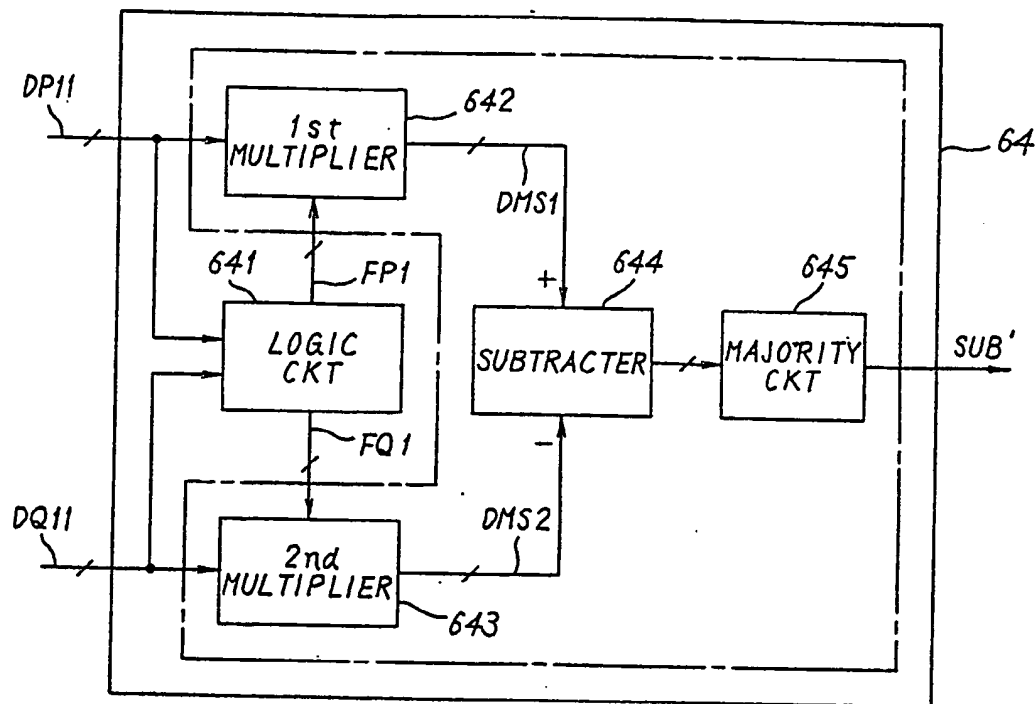 DP11
1st
MULTIPLIER
642
64
DMS1
641
FP1
+
644
645
LOGIC
CKT
SUBTRACTER
MAJORITY
CKT
SUB'
FQ1
-
DQ11
2nd
MULTIPLIER
DMS2
643